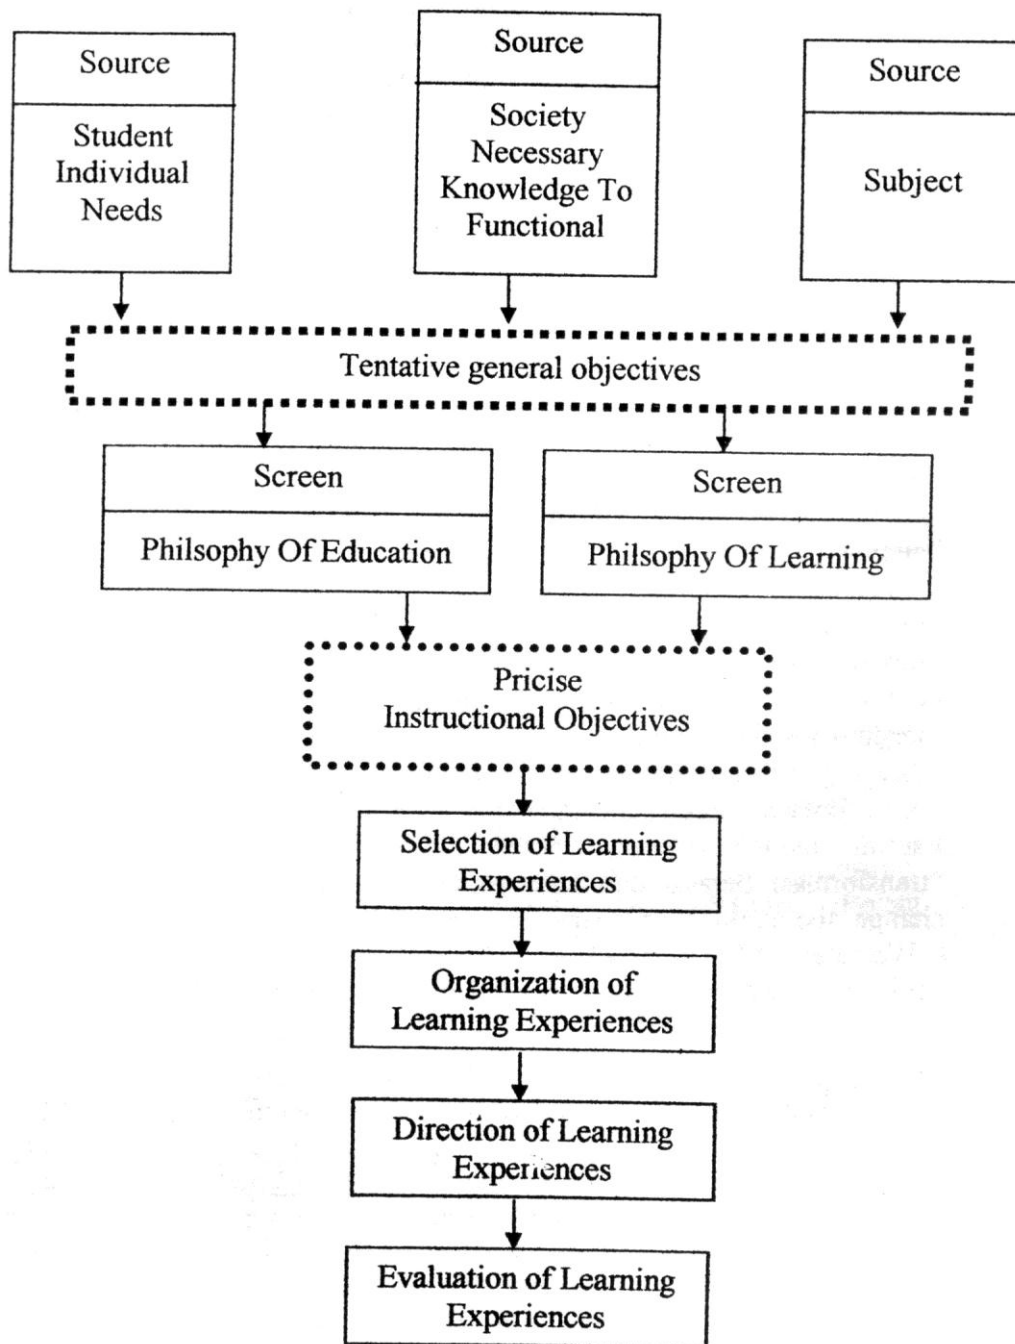 Source
Student
Individual
Needs
Source
Society
Necessary
Knowledge To
Functional
Source
Subject
Tentative general objectives
Screen
Philsophy Of Education
Screen
Philsophy Of Learning
Pricise
Instructional Objectives
Selection of Learning
Experiences
Organization of
Learning Experiences
Direction of Learning
Experiences
Evaluation of Learning
Experiences